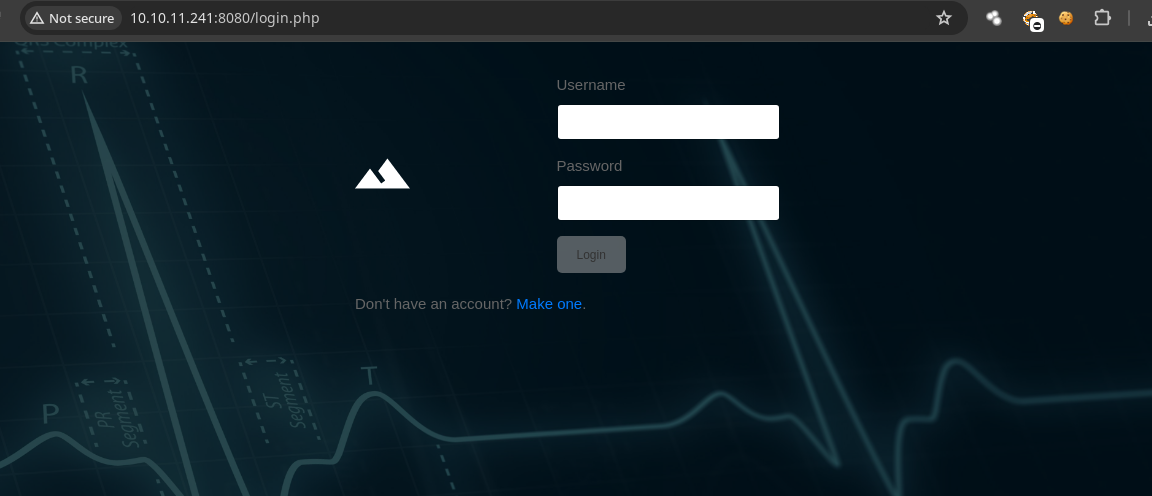 Not secure 10.10.11.241:8080/login.php
QRS Complex
R
Username
Password
Login
Don't have an account? Make one.
P
PR
Segment
ST
Segment
T